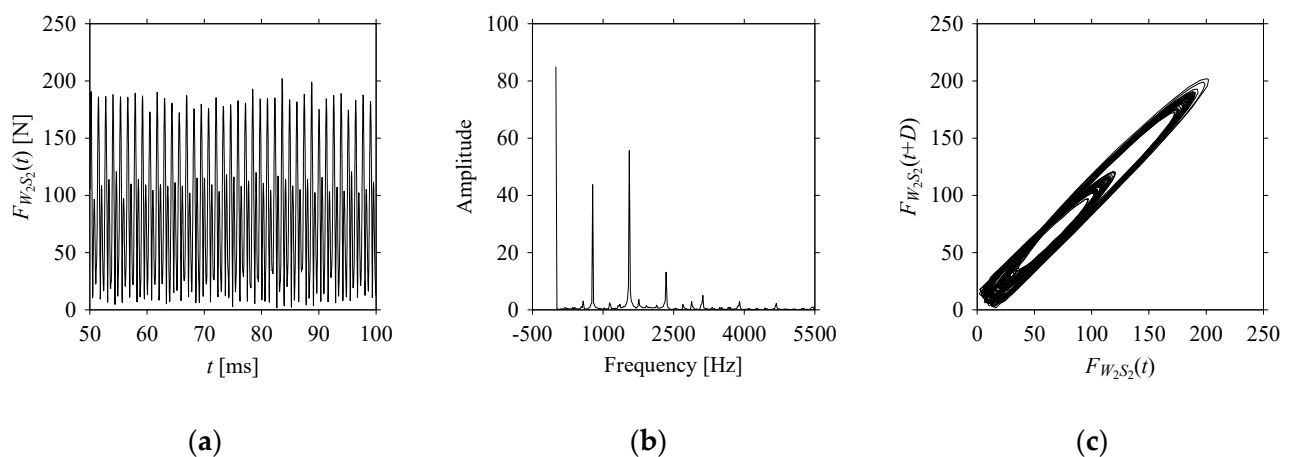 250
200
150
100
50
0
F_{W_2S_2}(t) [N]
50 60 70 80 90 100
t [ms]
(a)
100
80
60
40
20
0
Amplitude
-500 1000 2500 4000 5500
Frequency [Hz]
(b)
250
200
150
100
50
0
F_{W_2S_2}(t+D)
0 50 100 150 200 250
F_{W_2S_2}(t)
(c)